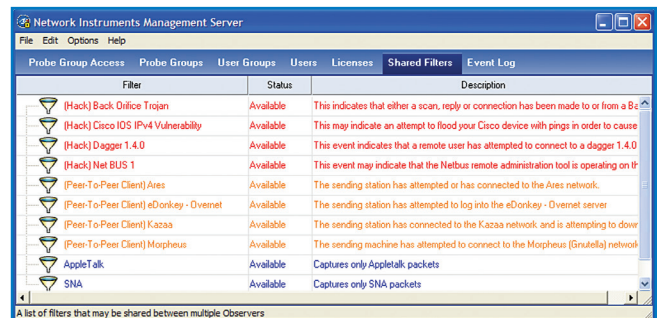 Network Instruments Management Server
File Edit Options Help
Probe Group Access Probe Groups User Groups Users Licenses Shared Filters Event Log
Filter Status Description
(Hack) Back Orifice Trojan Available This indicates that either a scan, reply or connection has been made to or from a Ba
(Hack) Cisco IOS IPv4 Vulnerability Available This may indicate an attempt to flood your Cisco device with pings in order to cause
(Hack) Dagger 1.4.0 Available This event indicates that a remote user has attempted to connect to a dagger 1.4.0
(Hack) Net BUS 1 Available This event may indicate that the Netbus remote administration tool is operating on th
(Peer-To-Peer Client) Ares Available The sending station has attempted or has connected to the Ares network.
(Peer-To-Peer Client) eDonkey - Overnet Available The sending station has attempted to log into the eDonkey - Overnet server
(Peer-To-Peer Client) Kazaa Available The sending station has connected to the Kazaa network and is attempting to down
(Peer-To-Peer Client) Morpheus Available The sending machine has attempted to connect to the Morpheus (Gnutella) network
AppleTalk Available Captures only Appletalk packets
SNA Available Captures only SNA packets
A list of filters that may be shared between multiple Observers